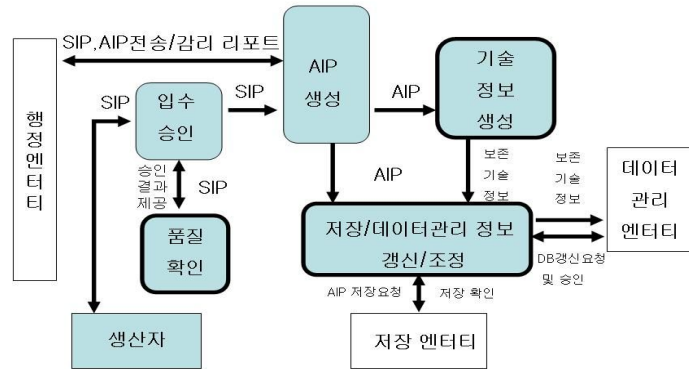 SIP,AIP전송/감리 리포트
AIP
생성
기술
정보
생성
SIP
입수
승인
SIP
AIP
행정엔터티
승인
결과
제공
SIP
AIP
보존
기술
정보
보존
기술
정보
데이터
관리
엔터티
품질
확인
저장/데이터관리 정보
갱신/조정
DB갱신요청
및 승인
AIP 저장요청
저장 확인
생산자
저장 엔터티